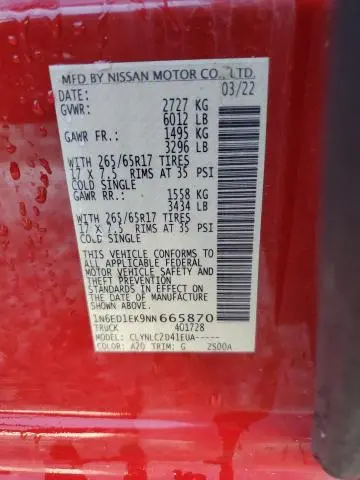 MFD BY NISSAN MOTOR CO., LTD.
DATE: 03/22
GVWR: 2727 KG
6012 LB
GAWR FR.: 1495 KG
3296 LB
WITH 265/65R17 TIRES
17 X 7.5 RIMS AT 35 PSI
COLD SINGLE
GAWR RR.: 1558 KG
3434 LB
WITH 265/65R17 TIRES
17 X 7.5 RIMS AT 35 PSI
COLD SINGLE
THIS VEHICLE CONFORMS TO
ALL APPLICABLE FEDERAL
MOTOR VEHICLE SAFETY
AND THEFT PREVENTION
STANDARDS IN EFFECT ON
THE DATE OF MANUFACTURE
SHOWN ABOVE.
1N6ED1EK9NN665870
TRUCK 401728
MODEL: CLYNLC2D41EUA-----
COLOR: A20 TRIM: G 2500A